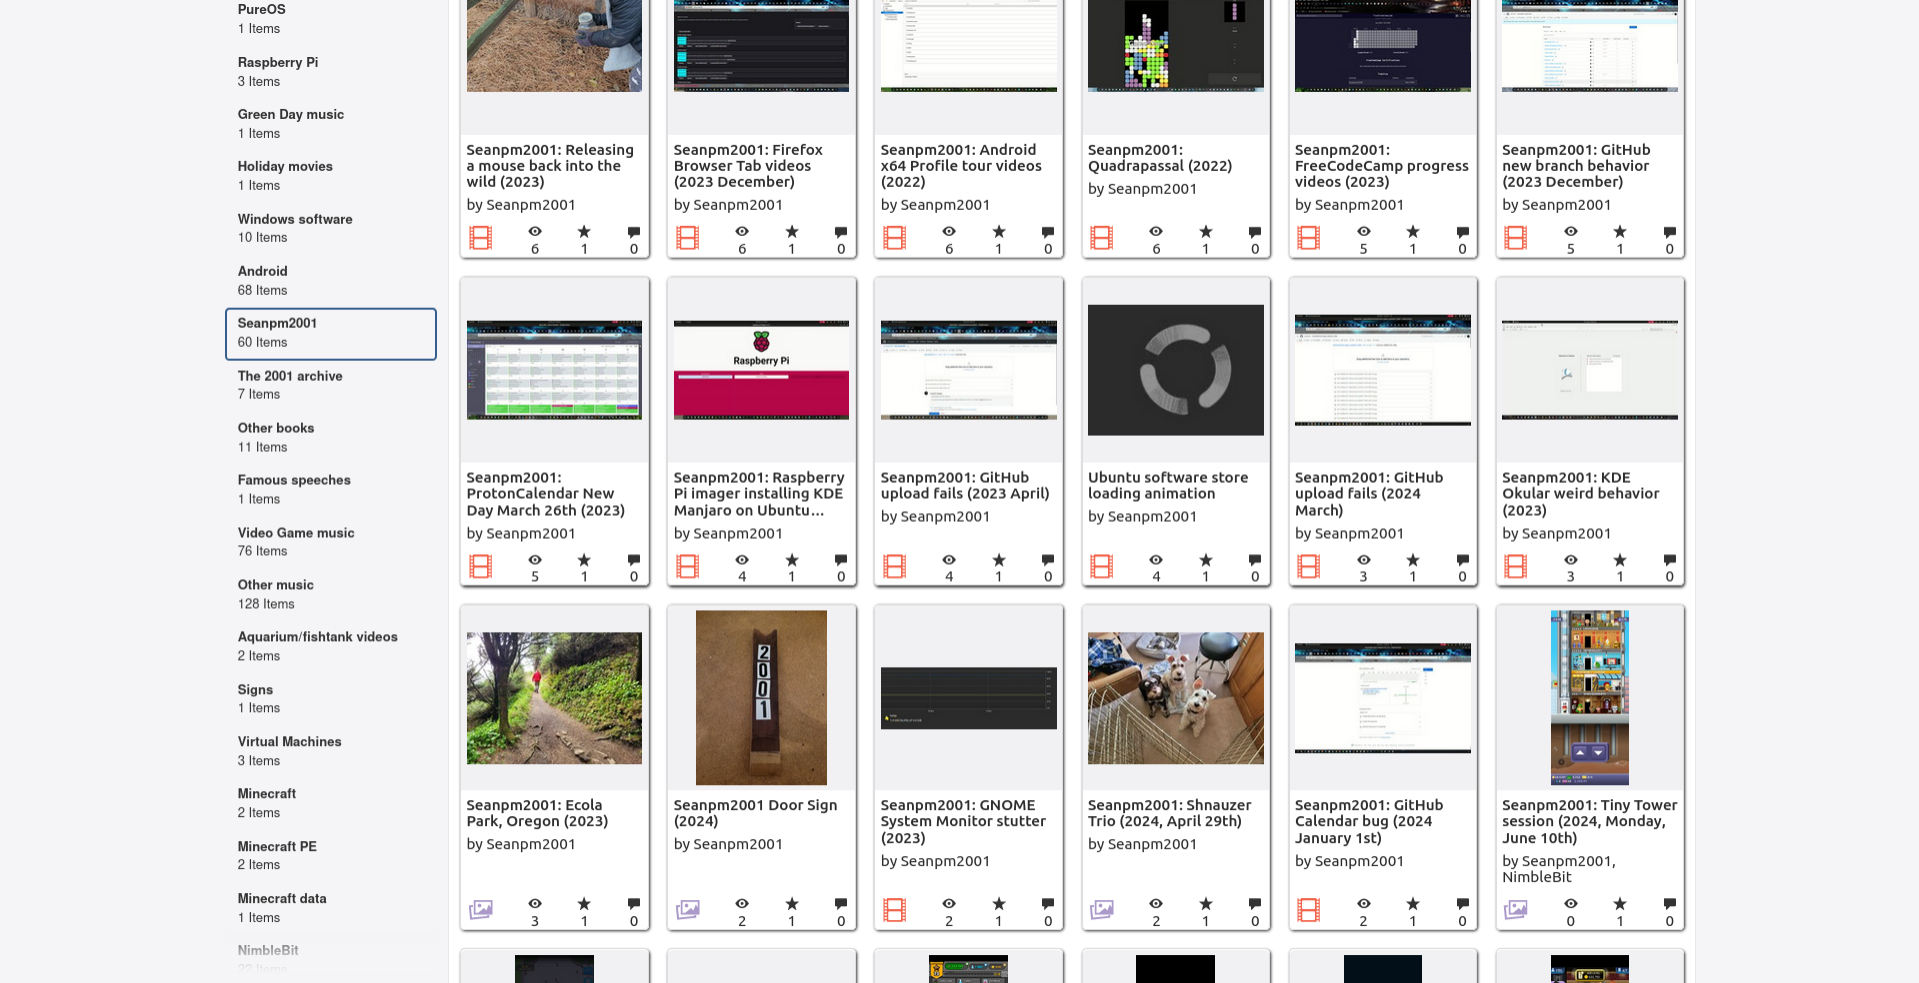 PureOS
1 Items
Raspberry Pi
3 Items
Green Day music
1 Items
Holiday movies
1 Items
Windows software
10 Items
Android
68 Items
Seanpm2001
60 Items
The 2001 archive
7 Items
Other books
11 Items
Famous speeches
1 Items
Video Game music
76 Items
Other music
128 Items
Aquarium/fishtank videos
2 Items
Signs
1 Items
Virtual Machines
3 Items
Minecraft
2 Items
Minecraft PE
2 Items
Minecraft data
1 Items
NimbleBit
Seanpm2001: Releasing
a mouse back into the
wild (2023)
by Seanpm2001
6 1 0
Seanpm2001: Firefox
Browser Tab videos
(2023 December)
by Seanpm2001
6 1 0
Seanpm2001: Android
x64 Profile tour videos
(2022)
by Seanpm2001
6 1 0
Seanpm2001:
Quadrapassal (2022)
by Seanpm2001
6 1 0
Seanpm2001:
FreeCodeCamp progress
videos (2023)
by Seanpm2001
5 1 0
Seanpm2001: GitHub
new branch behavior
(2023 December)
by Seanpm2001
5 1 0
Seanpm2001:
ProtonCalendar New
Day March 26th (2023)
by Seanpm2001
5 1 0
Raspberry Pi
Seanpm2001: Raspberry
Pi imager installing KDE
Manjaro on Ubuntu...
by Seanpm2001
4 1 0
Seanpm2001: GitHub
upload fails (2023 April)
by Seanpm2001
4 1 0
Ubuntu software store
loading animation
by Seanpm2001
4 1 0
Seanpm2001: GitHub
upload fails (2024
March)
by Seanpm2001
3 1 0
Seanpm2001: KDE
Okular weird behavior
(2023)
by Seanpm2001
3 1 0
Seanpm2001: Ecola
Park, Oregon (2023)
by Seanpm2001
3 1 0
2001
Seanpm2001 Door Sign
(2024)
by Seanpm2001
2 1 0
Seanpm2001: GNOME
System Monitor stutter
(2023)
by Seanpm2001
2 1 0
Seanpm2001: Shnauzer
Trio (2024, April 29th)
by Seanpm2001
2 1 0
Seanpm2001: GitHub
Calendar bug (2024
January 1st)
by Seanpm2001
2 1 0
Seanpm2001: Tiny Tower
session (2024, Monday,
June 10th)
by Seanpm2001,
NimbleBit
0 1 0